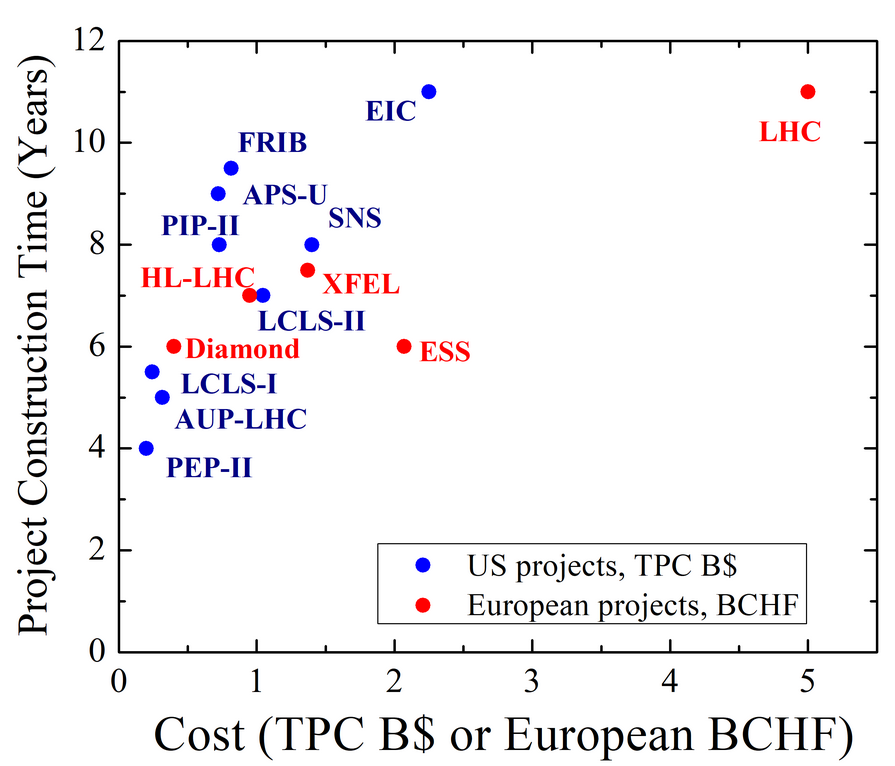 12
10
8
6
4
2
0
Project Construction Time (Years)
EIC
LHC
FRIB
APS-U
SNS
PIP-II
HL-LHC
XFEL
LCLS-II
Diamond
ESS
LCLS-I
AUP-LHC
PEP-II
US projects, TPC B$
European projects, BCHF
0 1 2 3 4 5
Cost (TPC B$ or European BCHF)